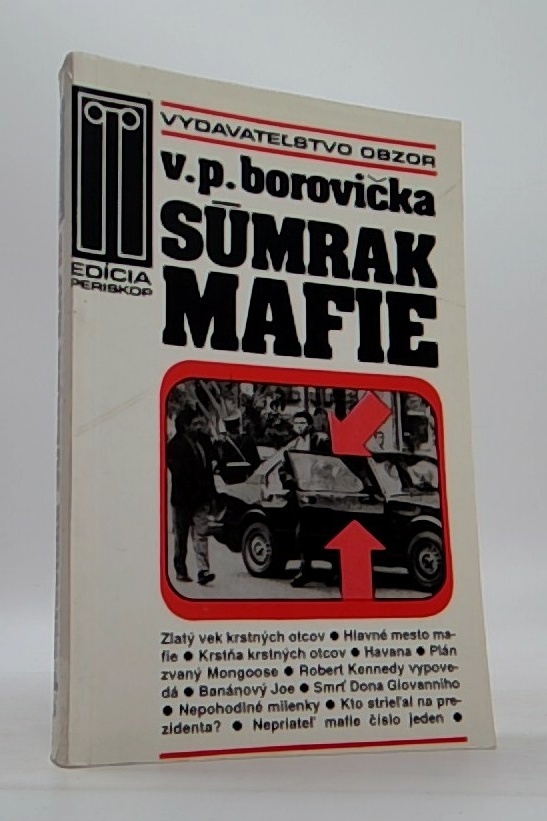 VYDAVATEĽSTVO OBZOR
v.p. borovička
SÚMRAK
MAFIE
EDÍCIA
PERISKOP
Zlatý vek krstných otcov ● Hlavné mesto ma-
fie ● Krstňa krstných otcov ● Havana ● Plán
zvaný Mongoose ● Robert Kennedy vypove-
dá ● Banánový Joe ● Smrť Dona Giovanniho
● Nepohodlné milenky ● Kto strieľal na pre-
zidenta? ● Nepriateľ mafie číslo jeden ●